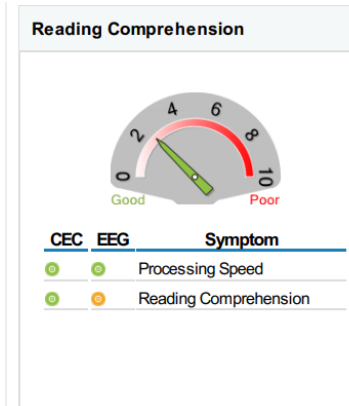 Reading Comprehension
0 2 4 6 8 10
Good Poor
CEC EEG Symptom
Processing Speed
Reading Comprehension